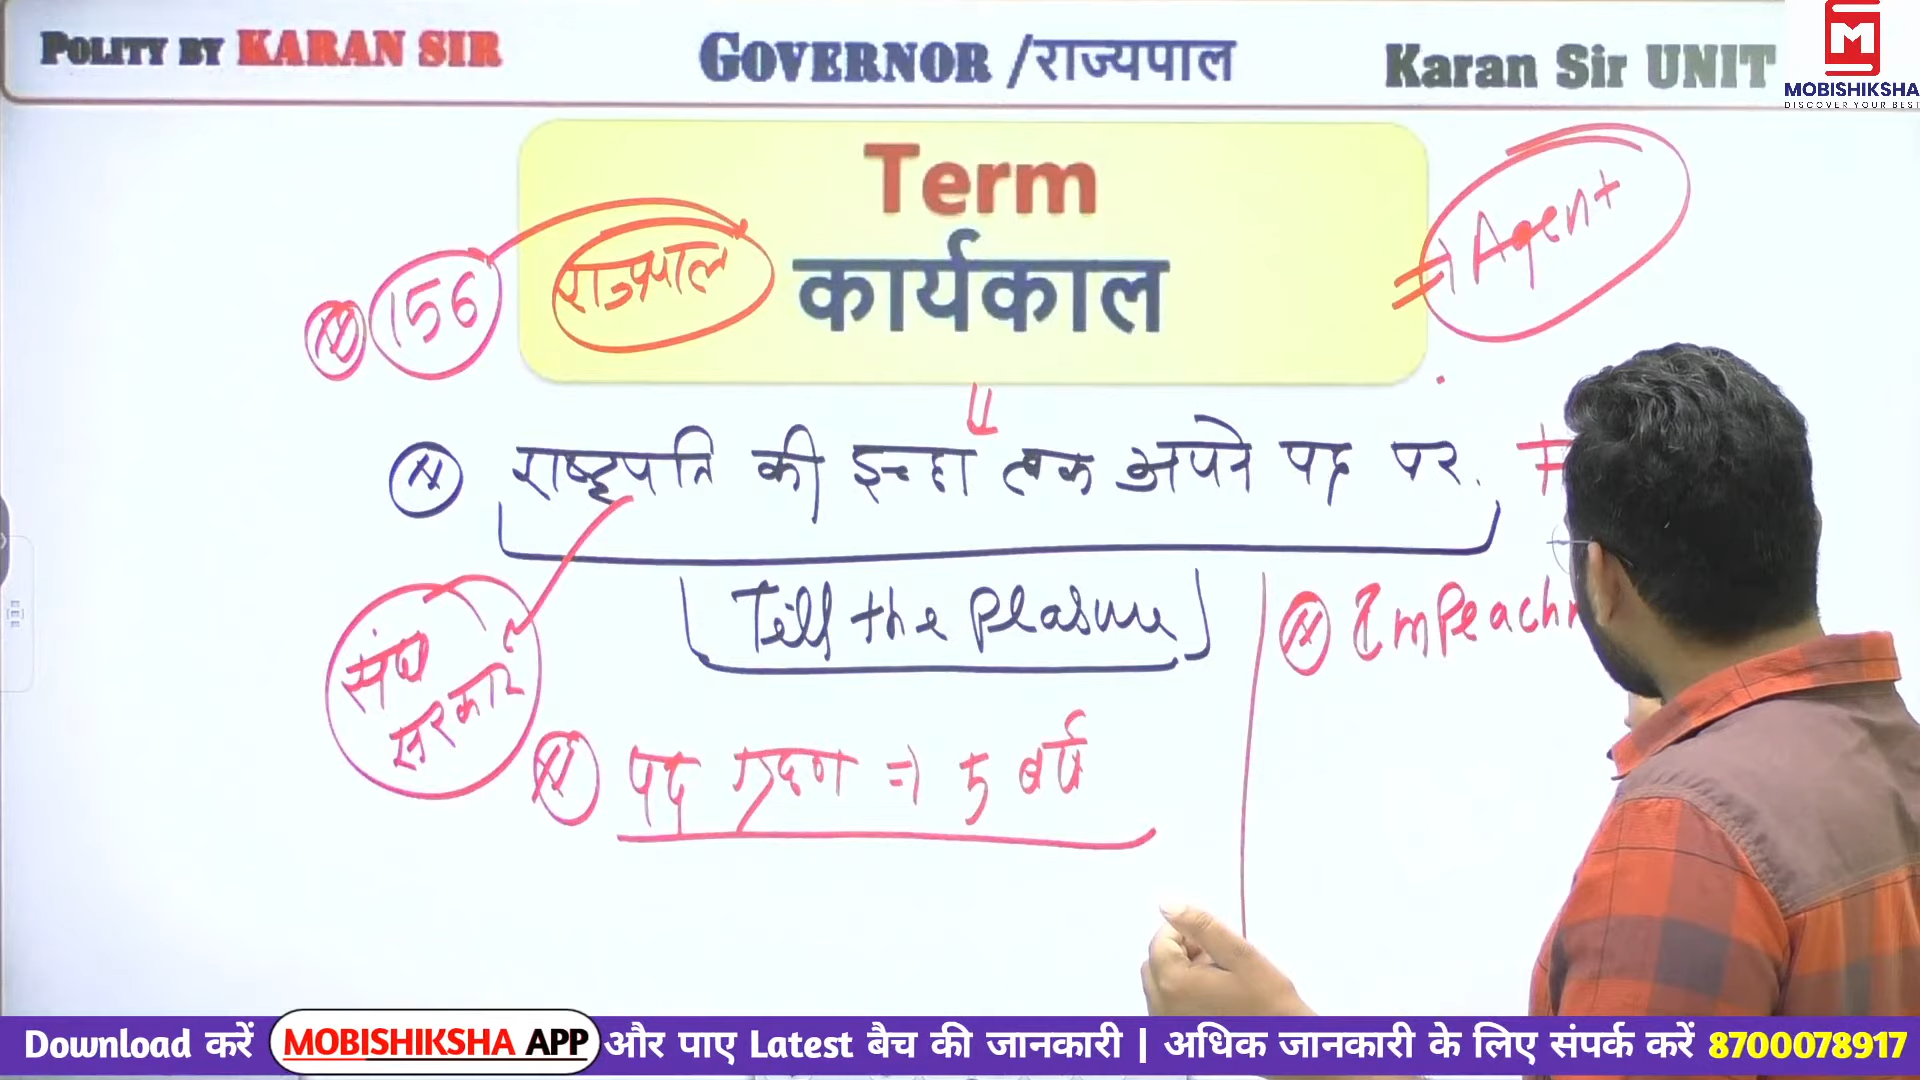 POLITY BY KARAN SIR
GOVERNOR /राज्यपाल
Karan Sir UNIT
MOBISHIKSHA
DISCOVER YOUR BEST
Term
कार्यकाल
156
राज्यपाल
⇒ Agent
राष्ट्रपति की इच्छा तक अपने पद पर.
Till the Pleasure
संघ
सरकार
पद ग्रहण ⇒ 5 वर्ष
Impeachm
Download करें MOBISHIKSHA APP और पाए Latest बैच की जानकारी | अधिक जानकारी के लिए संपर्क करें 8700078917